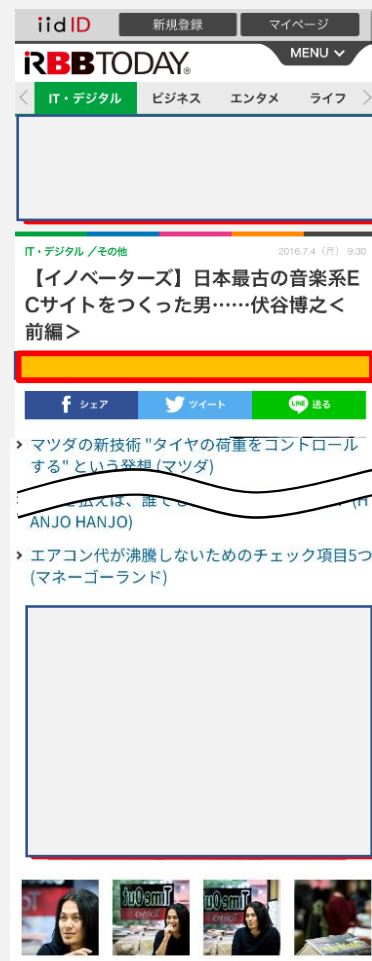 iidID
新規登録
マイページ
RBBTODAY®
MENU
IT・デジタル
ビジネス
エンタメ
ライフ
IT・デジタル／その他
2016.7.4（月） 9:30
【イノベーターズ】日本最古の音楽系E
Cサイトをつくった男……伏谷博之＜
前編＞
シェア
ツイート
LINE 送る
マツダの新技術 "タイヤの荷重をコントロール
する" という発想 (マツダ)
ANJO HANJO)
エアコン代が沸騰しないためのチェック項目5つ
(マネーゴーランド)
Time Out